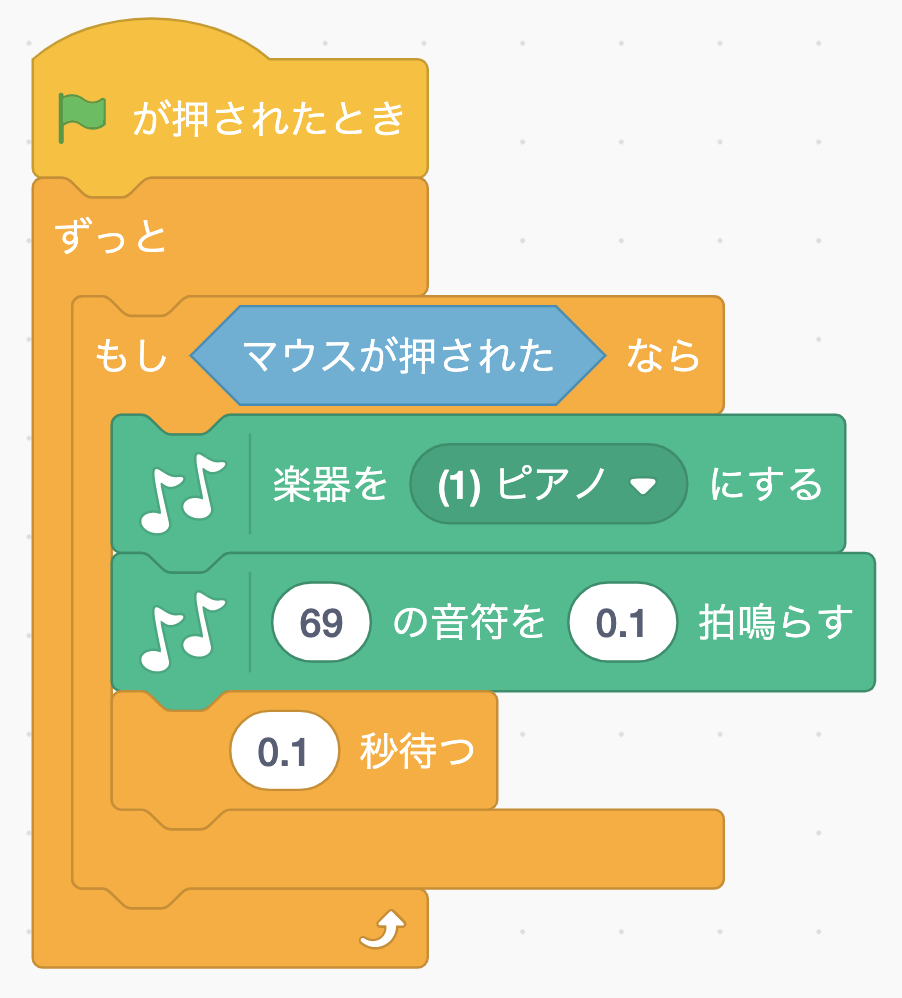 が押されたとき
ずっと
もし マウスが押された なら
楽器を (1) ピアノ にする
69 の音符を 0.1 拍鳴らす
0.1 秒待つ